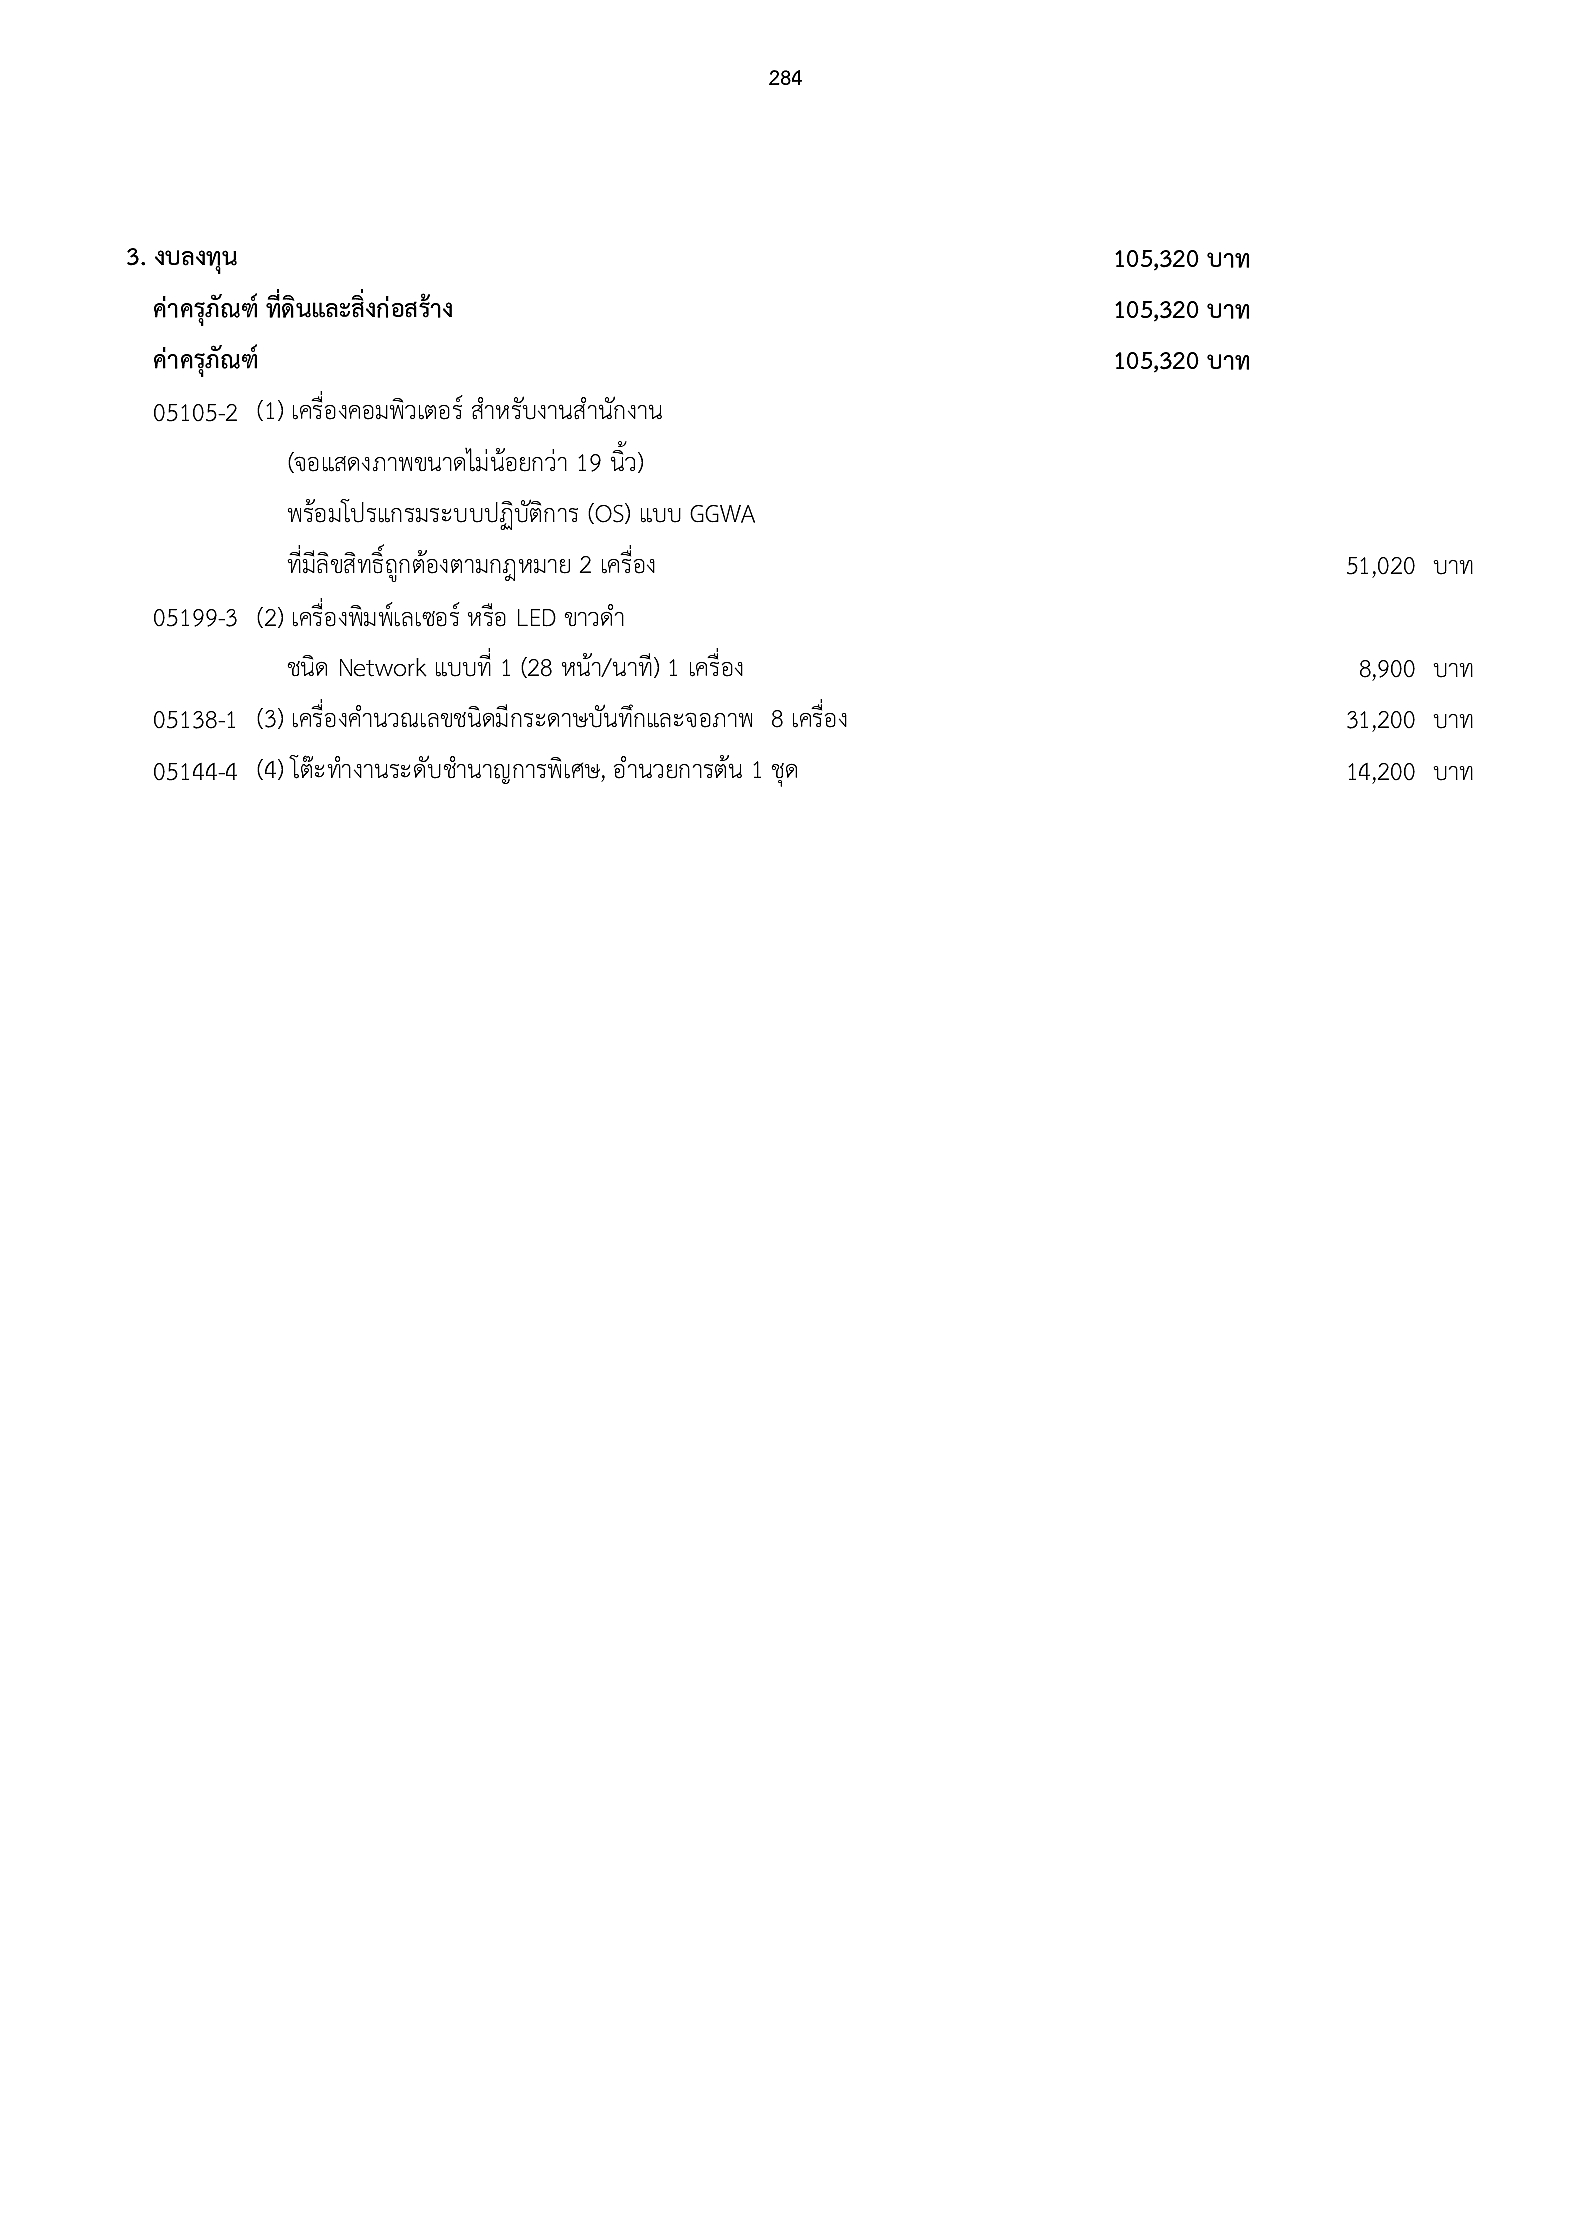 284
3. งบลงทุน 105,320 บาท
ค่าครุภัณฑ์ ที่ดินและสิ่งก่อสร้าง 105,320 บาท
ค่าครุภัณฑ์ 105,320 บาท
05105-2 (1) เครื่องคอมพิวเตอร์ สำหรับงานสำนักงาน
(จอแสดงภาพขนาดไม่น้อยกว่า 19 นิ้ว)
พร้อมโปรแกรมระบบปฏิบัติการ (OS) แบบ GGWA
ที่มีลิขสิทธิ์ถูกต้องตามกฎหมาย 2 เครื่อง 51,020 บาท
05199-3 (2) เครื่องพิมพ์เลเซอร์ หรือ LED ขาวดำ
ชนิด Network แบบที่ 1 (28 หน้า/นาที) 1 เครื่อง 8,900 บาท
05138-1 (3) เครื่องคำนวณเลขชนิดมีกระดาษบันทึกและจอภาพ 8 เครื่อง 31,200 บาท
05144-4 (4) โต๊ะทำงานระดับชำนาญการพิเศษ, อำนวยการต้น 1 ชุด 14,200 บาท